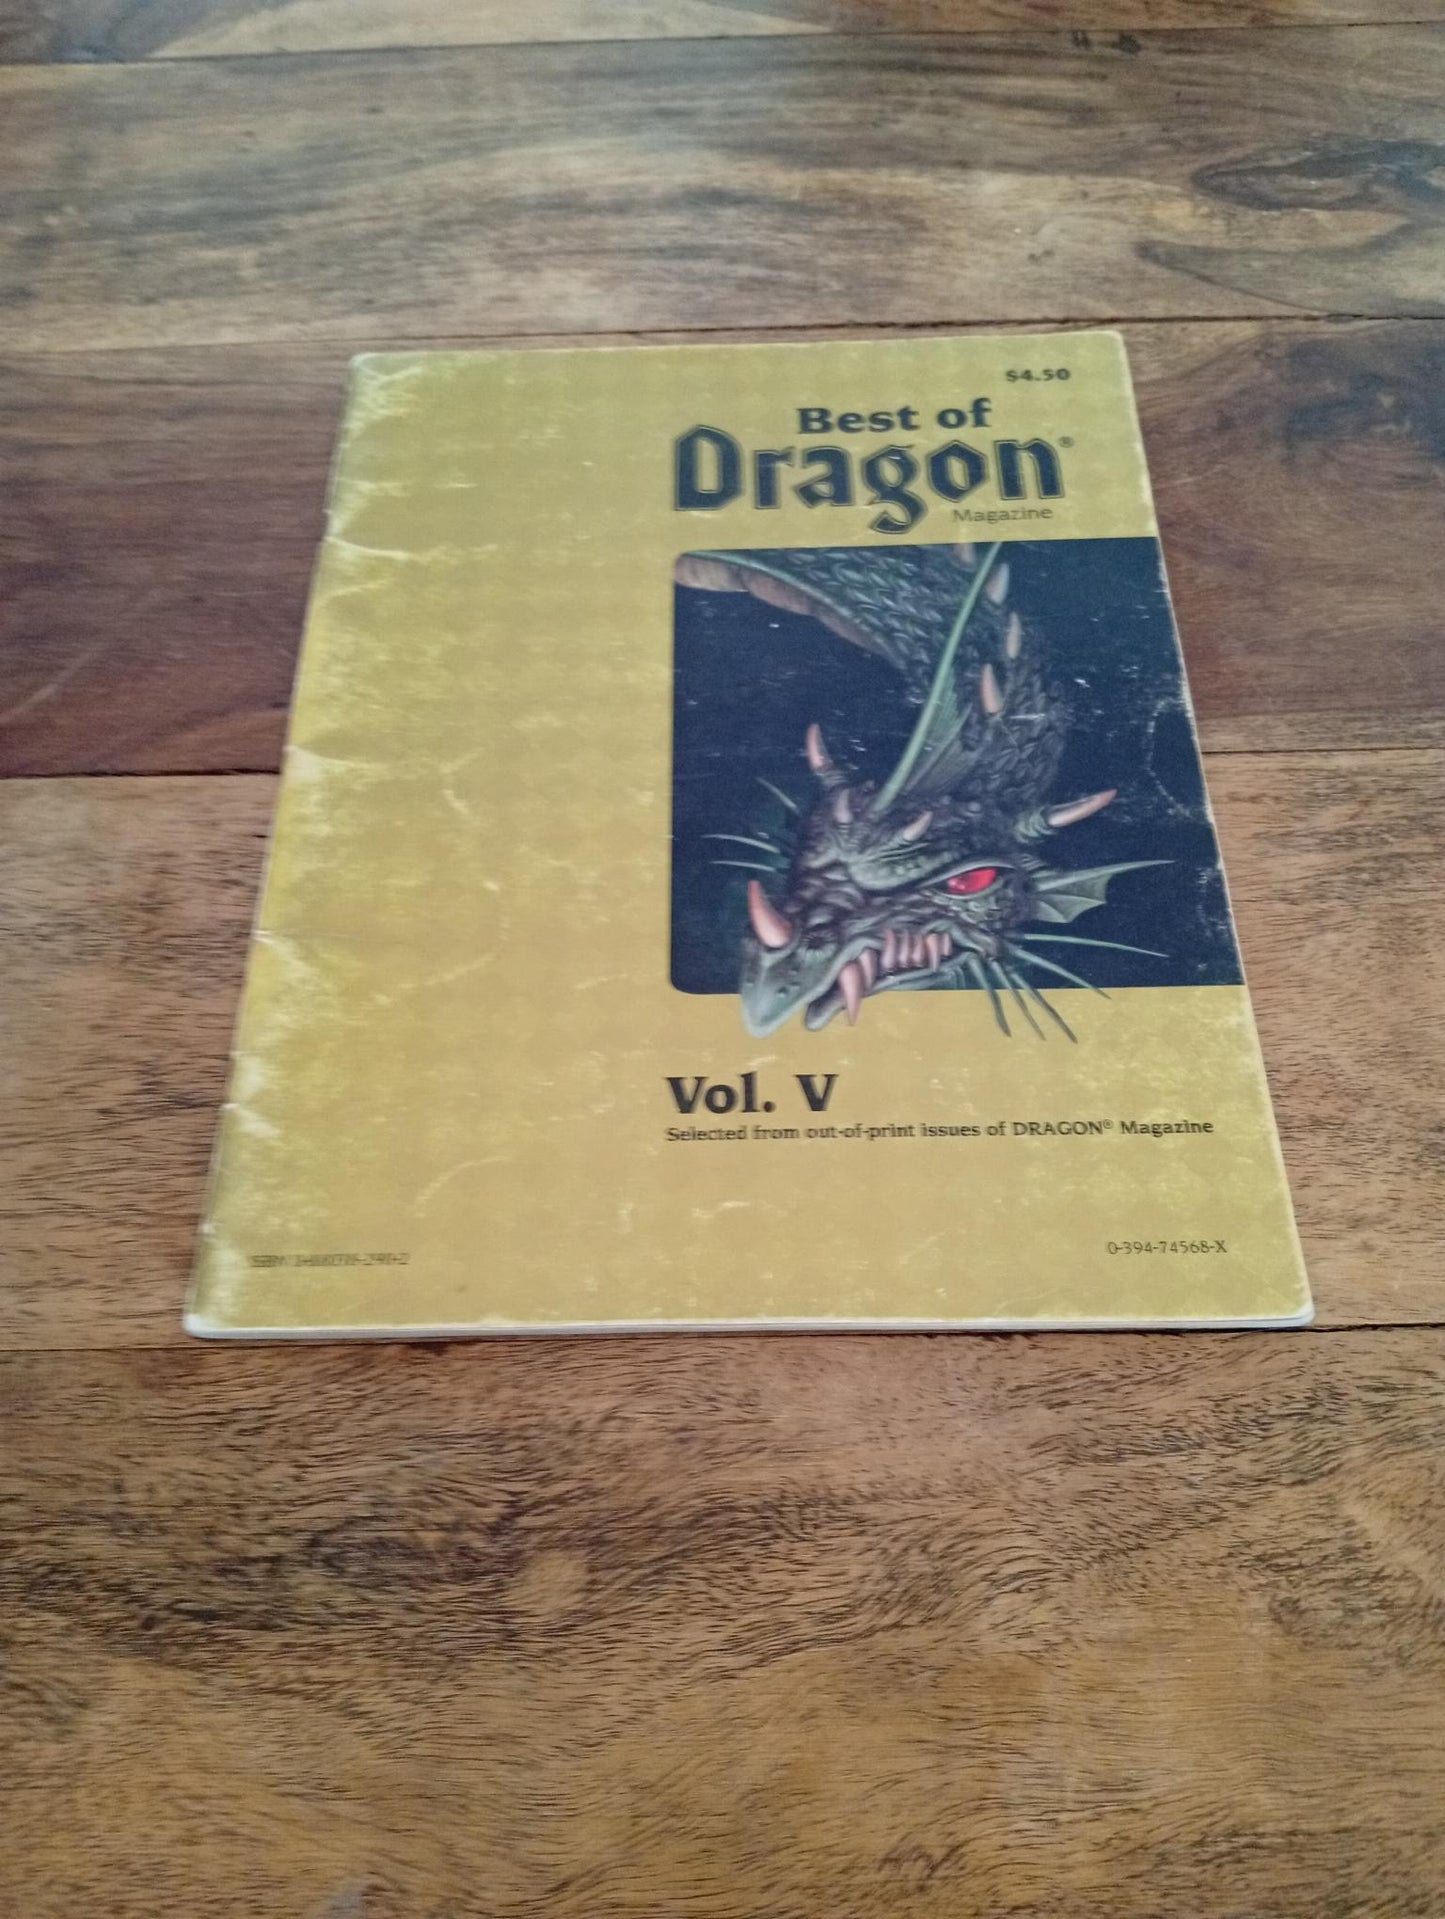 $4.50
Best of
Dragon®
Magazine
Vol. V
Selected from out-of-print issues of DRAGON® Magazine
0-394-74568-X